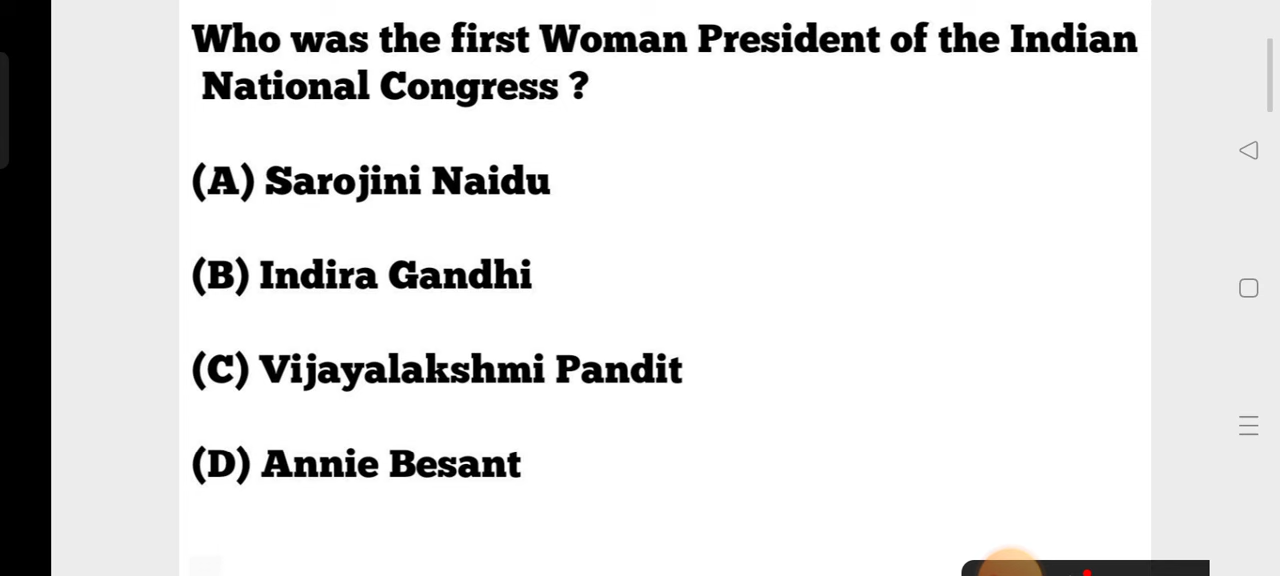 Who was the first Woman President of the Indian
National Congress ?
(A) Sarojini Naidu
(B) Indira Gandhi
(C) Vijayalakshmi Pandit
(D) Annie Besant